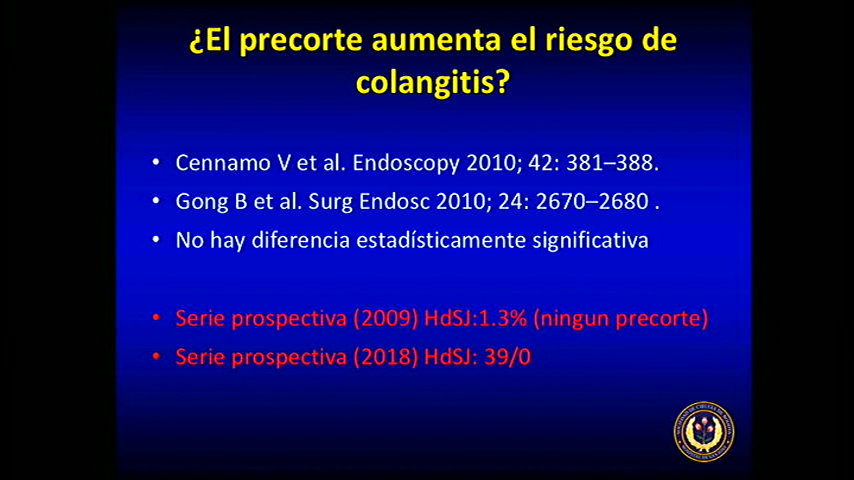 ¿El precorte aumenta el riesgo de
colangitis?
• Cennamo V et al. Endoscopy 2010; 42: 381–388.
• Gong B et al. Surg Endosc 2010; 24: 2670–2680 .
• No hay diferencia estadísticamente significativa
• Serie prospectiva (2009) HdSJ:1.3% (ningun precorte)
• Serie prospectiva (2018) HdSJ: 39/0